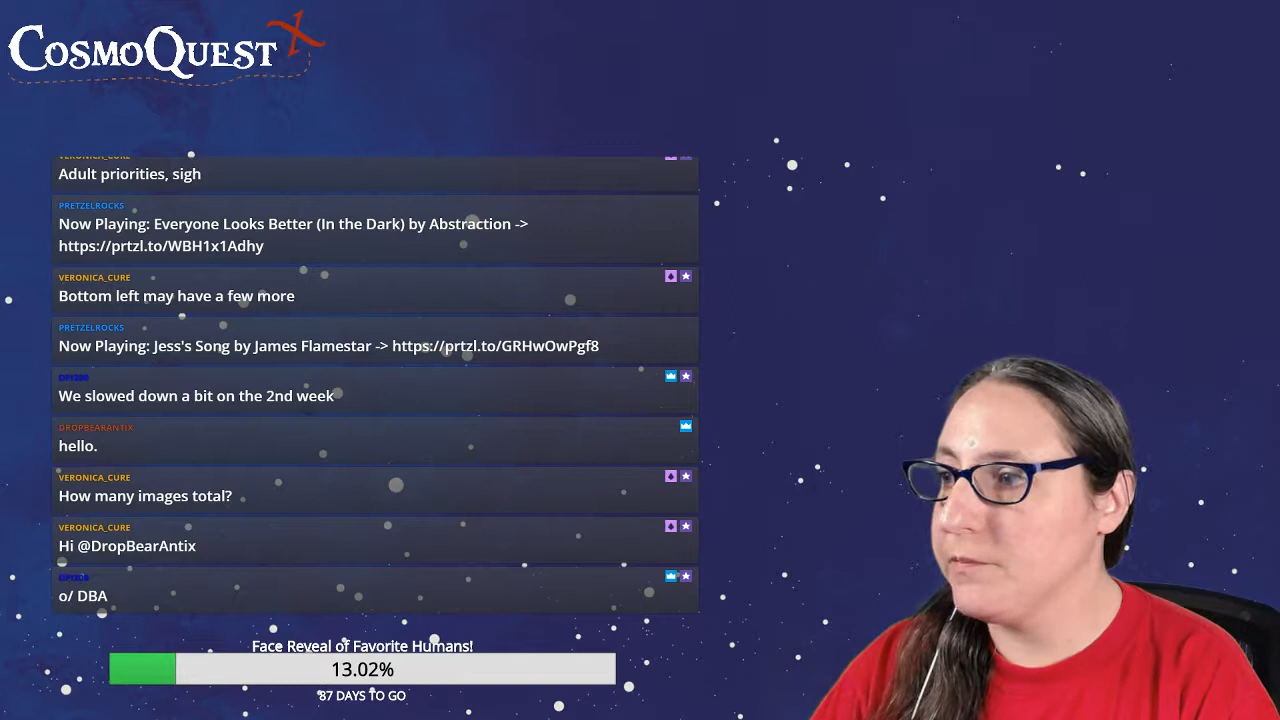 COSMOQUEST X
VERONICA_CURE
Adult priorities, sigh
PRETZELROCKS
Now Playing: Everyone Looks Better (In the Dark) by Abstraction ->
https://prtzl.to/WBH1x1Adhy
VERONICA_CURE
Bottom left may have a few more
PRETZELROCKS
Now Playing: Jess's Song by James Flamestar -> https://prtzl.to/GRHwOwPgf8
We slowed down a bit on the 2nd week
DROPBEARANTIX
hello.
VERONICA_CURE
How many images total?
VERONICA_CURE
Hi @DropBearAntix
o/ DBA
Face Reveal of Favorite Humans!
13.02%
87 DAYS TO GO